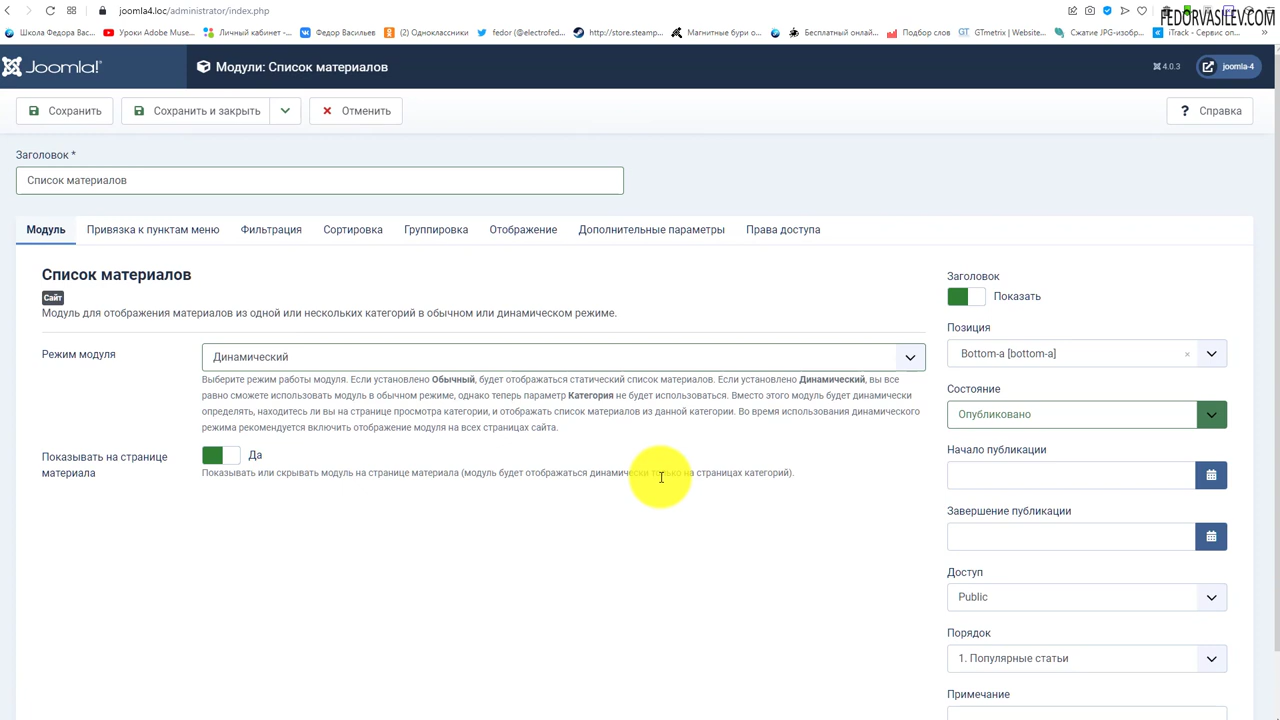 joomla4.loc/administrator/index.php
FEDORVASILEV.COM
Школа Федора Вас...
Уроки Adobe Muse...
Личный кабинет -...
Федор Васильев
(2) Одноклассники
fedor (@electrofed...
http://store.steamp...
Магнитные бури о...
Бесплатный онлай...
Подбор слов
GTmetrix | Website...
Сжатие JPG-изобр...
iTrack - Сервис оп...
Joomla!
Модули: Список материалов
4.0.3
joomla-4
Сохранить
Сохранить и закрыть
Отменить
? Справка
Заголовок *
Список материалов
Модуль
Привязка к пунктам меню
Фильтрация
Сортировка
Группировка
Отображение
Дополнительные параметры
Права доступа
Список материалов
Сайт
Модуль для отображения материалов из одной или нескольких категорий в обычном или динамическом режиме.
Режим модуля
Динамический
Выберите режим работы модуля. Если установлено Обычный, будет отображаться статический список материалов. Если установлено Динамический, вы все
равно сможете использовать модуль в обычном режиме, однако теперь параметр Категория не будет использоваться. Вместо этого модуль будет динамически
определять, находитесь ли вы на странице просмотра категории, и отображать список материалов из данной категории. Во время использования динамического
режима рекомендуется включить отображение модуля на всех страницах сайта.
Показывать на странице
материала
Да
Показывать или скрывать модуль на странице материала (модуль будет отображаться динамически только на страницах категорий).
Заголовок
Показать
Позиция
Bottom-a [bottom-a]
Состояние
Опубликовано
Начало публикации
Завершение публикации
Доступ
Public
Порядок
1. Популярные статьи
Примечание